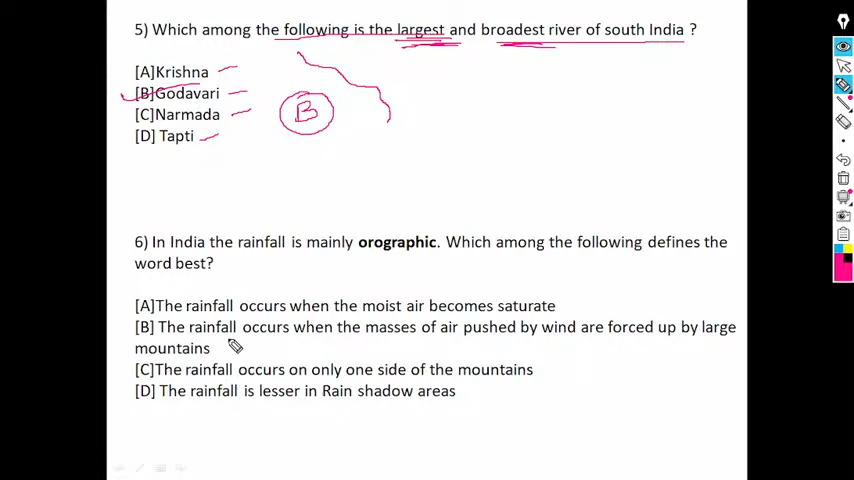 5) Which among the following is the largest and broadest river of south India ?
[A]Krishna
[B]Godavari
[C]Narmada
[D] Tapti
B
6) In India the rainfall is mainly orographic. Which among the following defines the
word best?
[A]The rainfall occurs when the moist air becomes saturate
[B] The rainfall occurs when the masses of air pushed by wind are forced up by large
mountains
[C]The rainfall occurs on only one side of the mountains
[D] The rainfall is lesser in Rain shadow areas